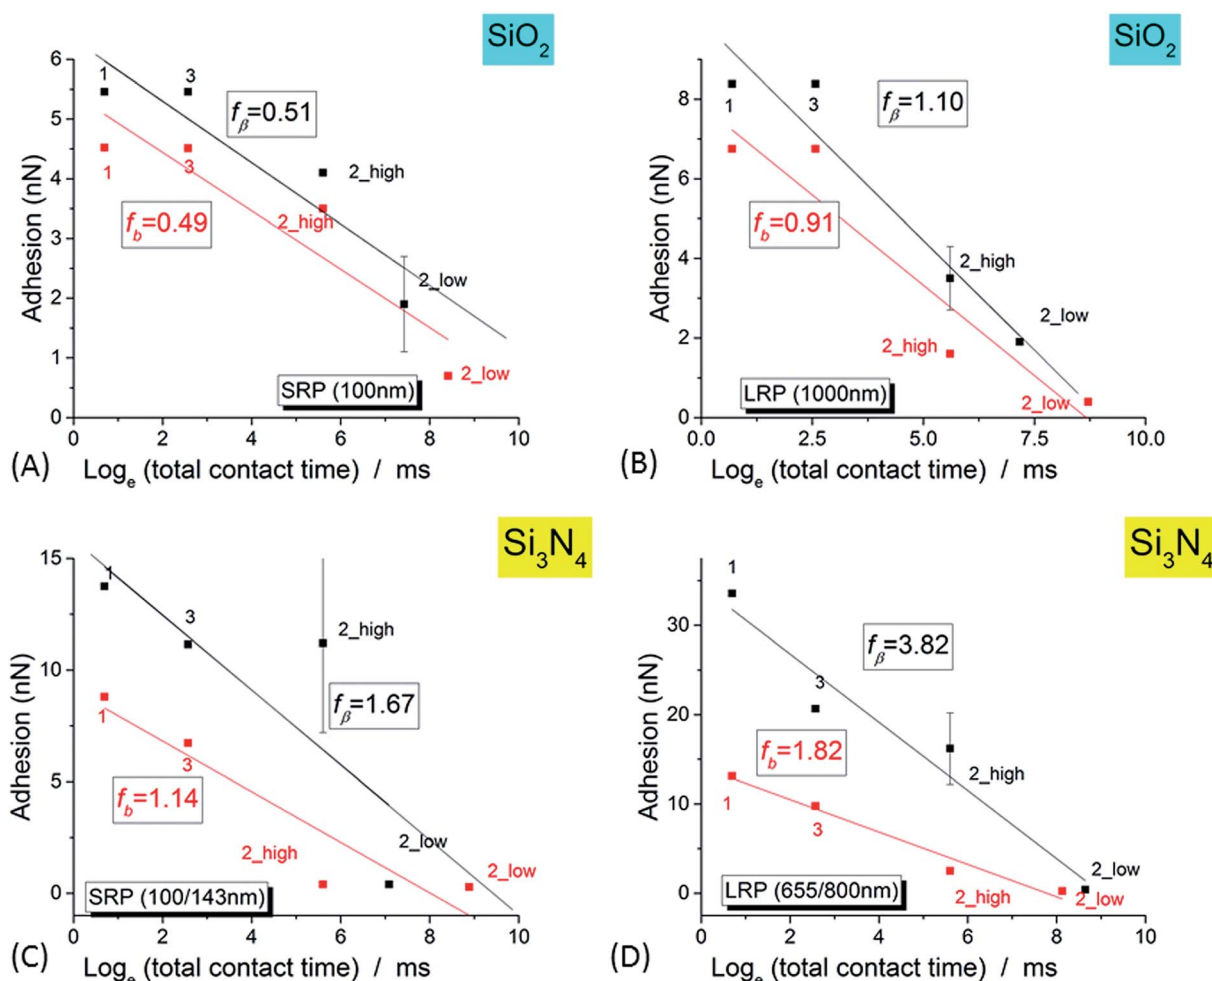 SiO2
6
5
4
3
2
1
0
Adhesion (nN)
1
3
fβ=0.51
2_high
1
3
fb=0.49
2_high
2_low
SRP (100nm)
2_low
0 2 4 6 8 10
(A) Loge (total contact time) / ms
SiO2
8
6
4
2
0
Adhesion (nN)
1
3
fβ=1.10
fb=0.91
2_high
2_low
2_high
LRP (1000nm)
2_low
0.0 2.5 5.0 7.5 10.0
(B) Loge (total contact time) / ms
Si3N4
15
10
5
0
Adhesion (nN)
1
3
2_high
fβ=1.67
1
3
fb=1.14
2_high
2_low
2_low
SRP (100/143nm)
0 2 4 6 8 10
(C) Loge (total contact time) / ms
Si3N4
30
20
10
0
Adhesion (nN)
1
fβ=3.82
3
fb=1.82
2_high
1
3
2_low
LRP (655/800nm)
2_high
2_low
0 2 4 6 8 10
(D) Loge (total contact time) / ms